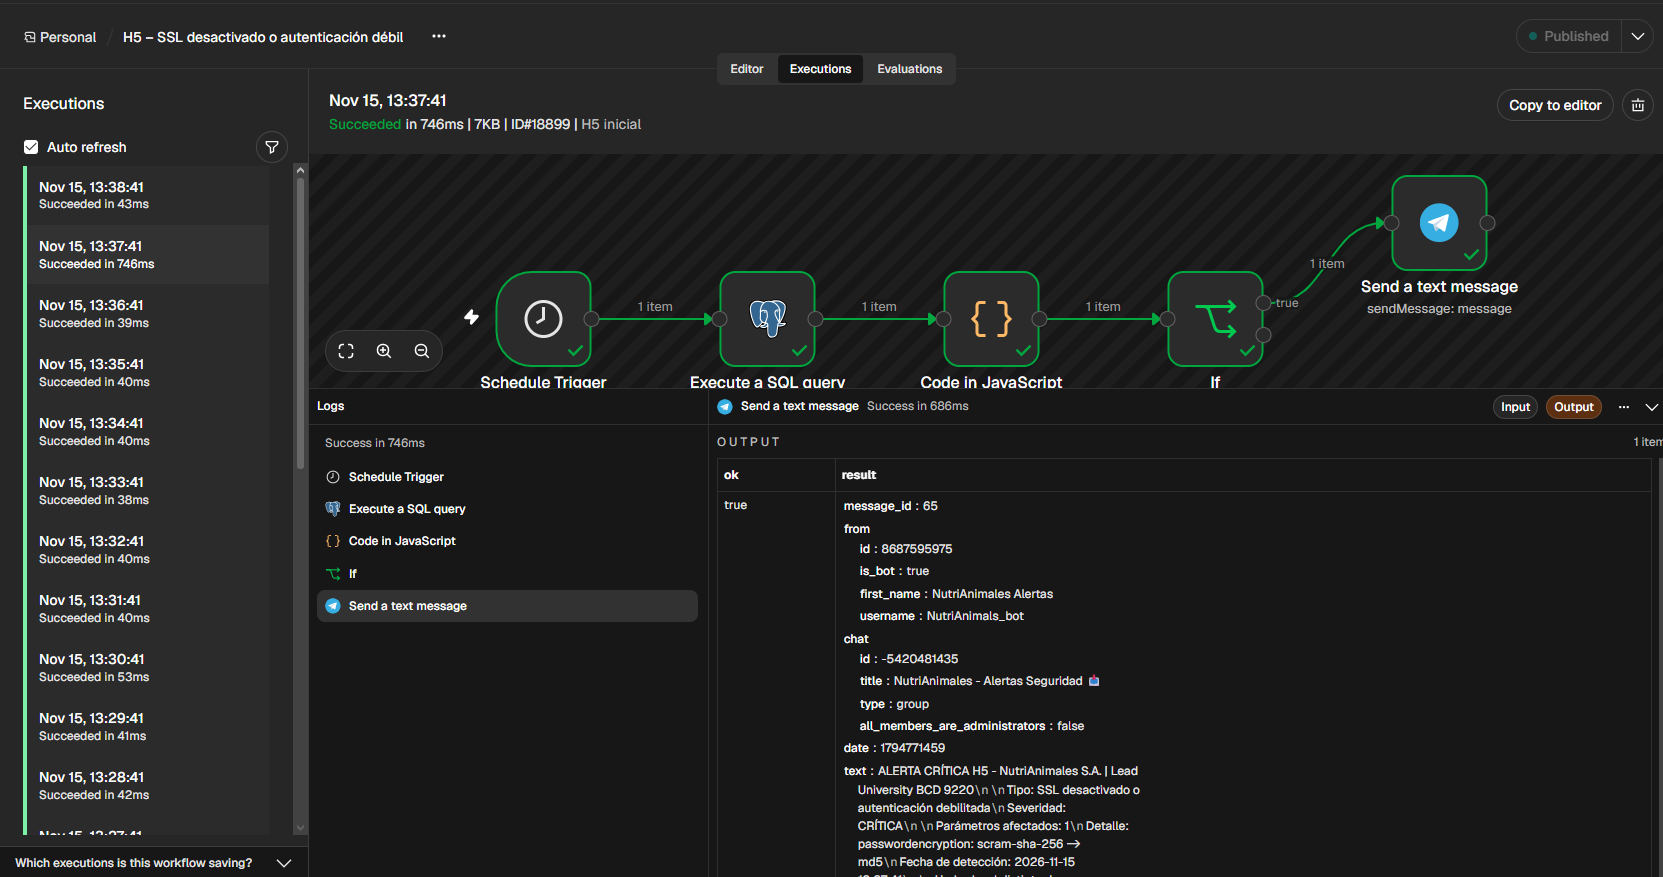 Personal / H5 – SSL desactivado o autenticación débil ...
Published
Editor Executions Evaluations
Executions
Auto refresh
Nov 15, 13:38:41
Succeeded in 43ms
Nov 15, 13:37:41
Succeeded in 746ms
Nov 15, 13:36:41
Succeeded in 39ms
Nov 15, 13:35:41
Succeeded in 40ms
Nov 15, 13:34:41
Succeeded in 40ms
Nov 15, 13:33:41
Succeeded in 38ms
Nov 15, 13:32:41
Succeeded in 40ms
Nov 15, 13:31:41
Succeeded in 40ms
Nov 15, 13:30:41
Succeeded in 53ms
Nov 15, 13:29:41
Succeeded in 41ms
Nov 15, 13:28:41
Succeeded in 42ms
Nov 15, 13:27:41
Which executions is this workflow saving?
Nov 15, 13:37:41
Succeeded in 746ms | 7KB | ID#18899 | H5 inicial
Copy to editor
1 item
1 item
1 item
1 item
true
Schedule Trigger
Execute a SQL query
Code in JavaScript
If
Send a text message
sendMessage: message
Logs
Success in 746ms
Schedule Trigger
Execute a SQL query
Code in JavaScript
If
Send a text message
Send a text message Success in 686ms
Input Output ...
OUTPUT
1 item
ok result
true
message_id : 65
from
id : 8687595975
is_bot : true
first_name : NutriAnimales Alertas
username : NutriAnimals_bot
chat
id : -5420481435
title : NutriAnimales - Alertas Seguridad
type : group
all_members_are_administrators : false
date : 1794771459
text : ALERTA CRÍTICA H5 - NutriAnimales S.A. | Lead
University BCD 9220\n \n Tipo: SSL desactivado o
autenticación debilitada\n Severidad:
CRÍTICA\n \n Parámetros afectados: 1\n Detalle:
passwordencryption: scram-sha-256 →
md5\n Fecha de detección: 2026-11-15